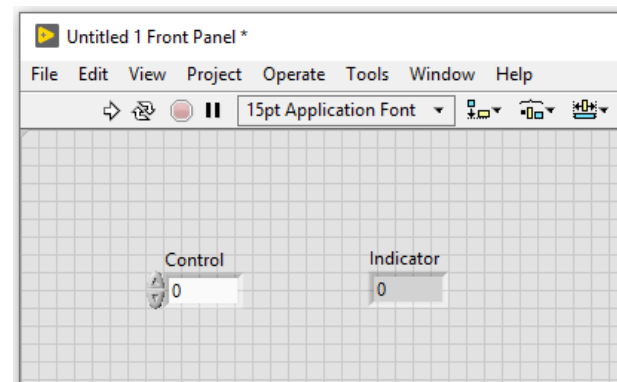 Untitled 1 Front Panel *
File Edit View Project Operate Tools Window Help
15pt Application Font
Control Indicator
0 0